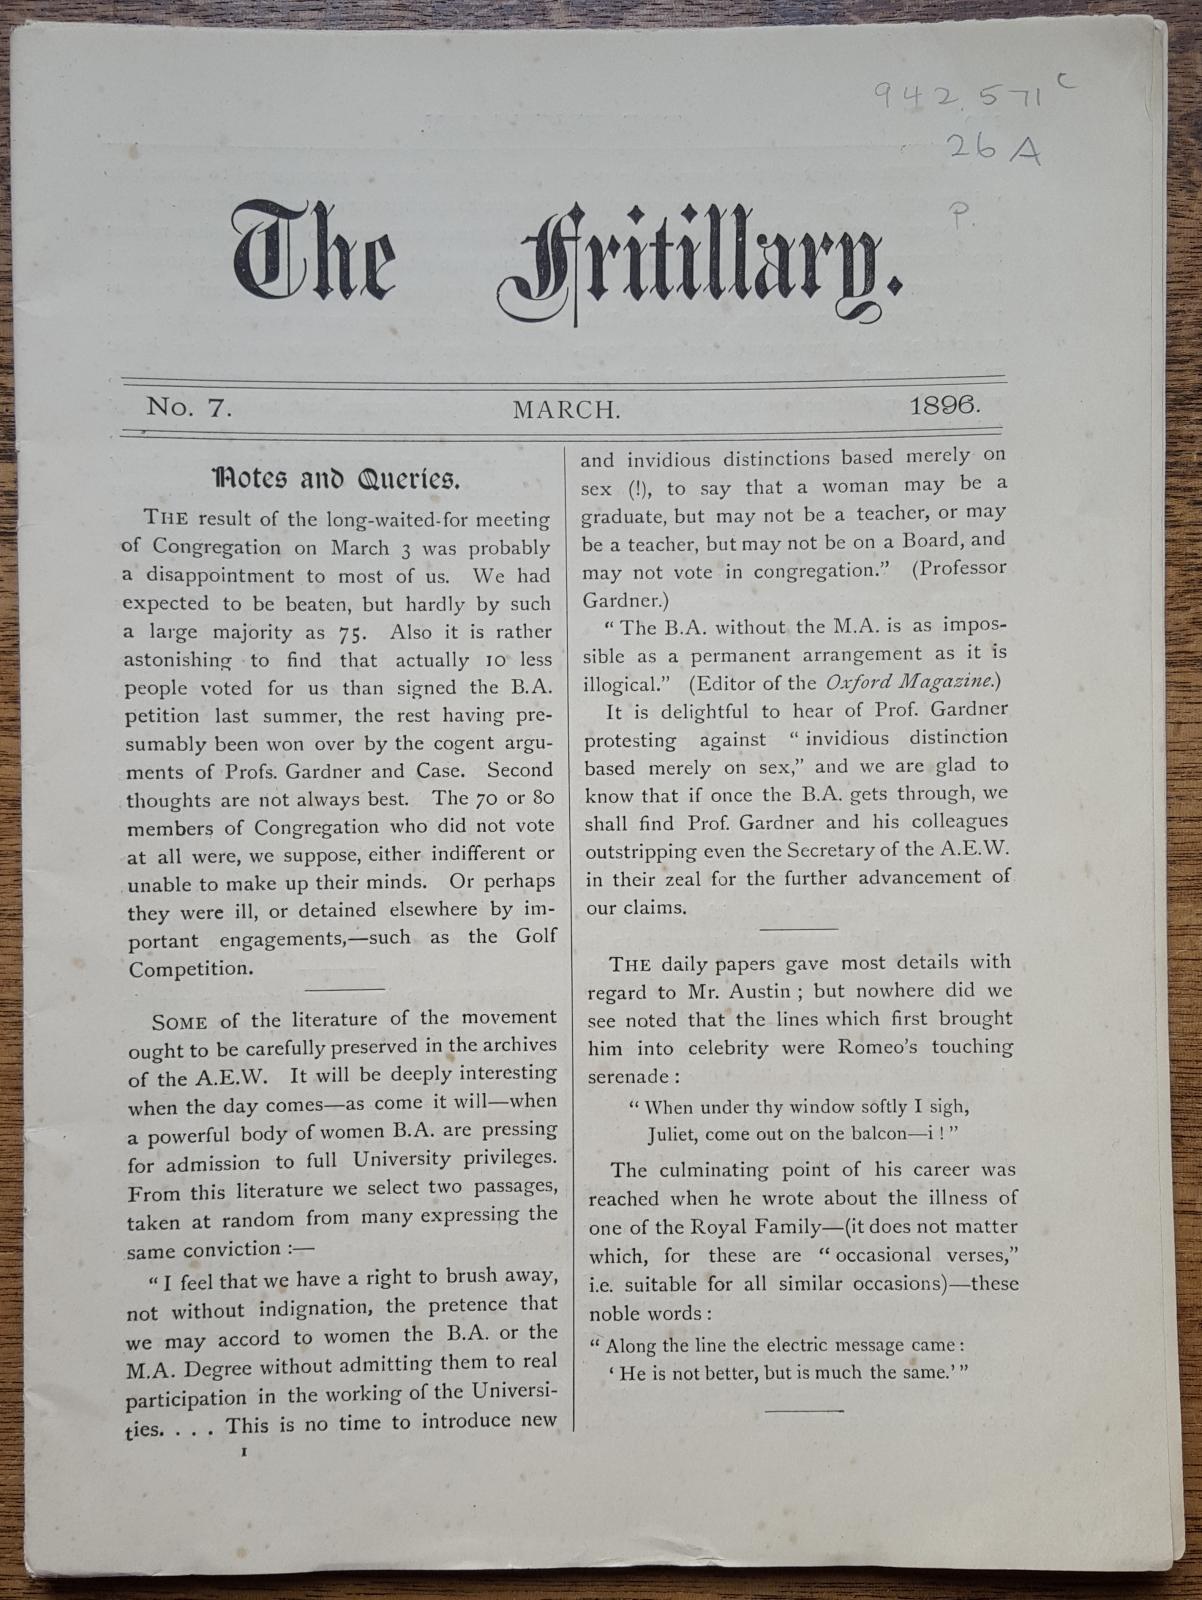 942.571 c
26 A
P.
The Fritillary.
No. 7. MARCH. 1896.
Notes and Queries.
THE result of the long-waited-for meeting
of Congregation on March 3 was probably
a disappointment to most of us. We had
expected to be beaten, but hardly by such
a large majority as 75. Also it is rather
astonishing to find that actually 10 less
people voted for us than signed the B.A.
petition last summer, the rest having pre-
sumably been won over by the cogent argu-
ments of Profs. Gardner and Case. Second
thoughts are not always best. The 70 or 80
members of Congregation who did not vote
at all were, we suppose, either indifferent or
unable to make up their minds. Or perhaps
they were ill, or detained elsewhere by im-
portant engagements,—such as the Golf
Competition.
SOME of the literature of the movement
ought to be carefully preserved in the archives
of the A.E.W. It will be deeply interesting
when the day comes—as come it will—when
a powerful body of women B.A. are pressing
for admission to full University privileges.
From this literature we select two passages,
taken at random from many expressing the
same conviction :—
“ I feel that we have a right to brush away,
not without indignation, the pretence that
we may accord to women the B.A. or the
M.A. Degree without admitting them to real
participation in the working of the Universi-
ties. . . . This is no time to introduce new
1
and invidious distinctions based merely on
sex (!), to say that a woman may be a
graduate, but may not be a teacher, or may
be a teacher, but may not be on a Board, and
may not vote in congregation.” (Professor
Gardner.)
“ The B.A. without the M.A. is as impos-
sible as a permanent arrangement as it is
illogical.” (Editor of the Oxford Magazine.)
It is delightful to hear of Prof. Gardner
protesting against “ invidious distinction
based merely on sex,” and we are glad to
know that if once the B.A. gets through, we
shall find Prof. Gardner and his colleagues
outstripping even the Secretary of the A.E.W.
in their zeal for the further advancement of
our claims.
THE daily papers gave most details with
regard to Mr. Austin ; but nowhere did we
see noted that the lines which first brought
him into celebrity were Romeo’s touching
serenade :
“ When under thy window softly I sigh,
Juliet, come out on the balcon—i ! ”
The culminating point of his career was
reached when he wrote about the illness of
one of the Royal Family—(it does not matter
which, for these are “ occasional verses,”
i.e. suitable for all similar occasions)—these
noble words :
“ Along the line the electric message came :
‘ He is not better, but is much the same.’ ”